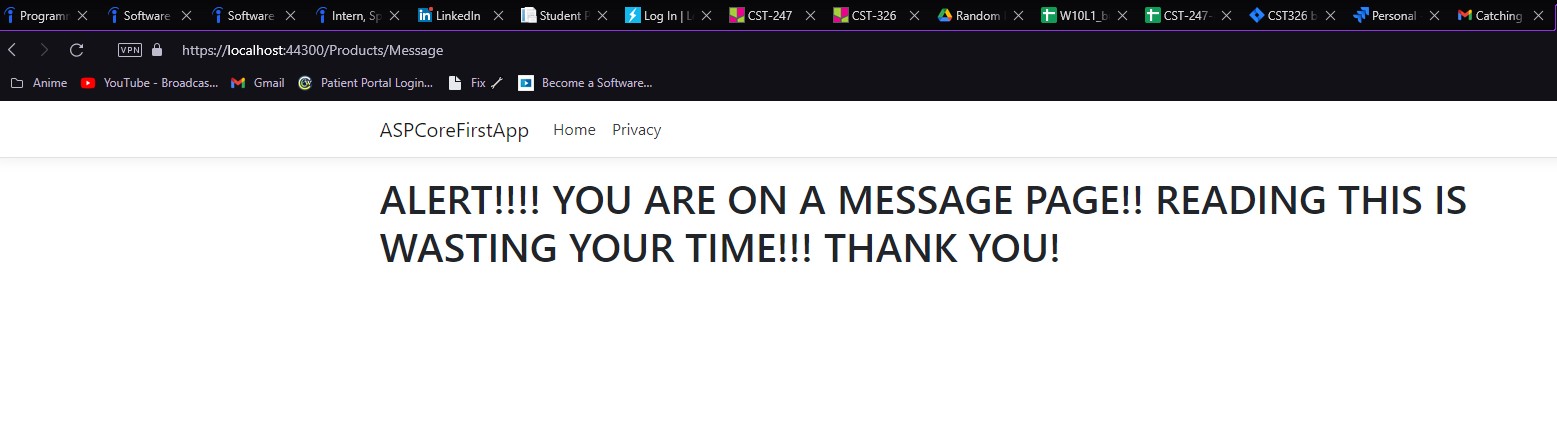 Programm Software Software Intern, Sp LinkedIn Student P Log In | L CST-247 CST-326 Random W10L1_b CST-247- CST326 b Personal Catching
VPN https://localhost:44300/Products/Message
Anime YouTube - Broadcas... Gmail Patient Portal Login... Fix Become a Software...
ASPCoreFirstApp Home Privacy
ALERT!!!! YOU ARE ON A MESSAGE PAGE!! READING THIS IS
WASTING YOUR TIME!!! THANK YOU!